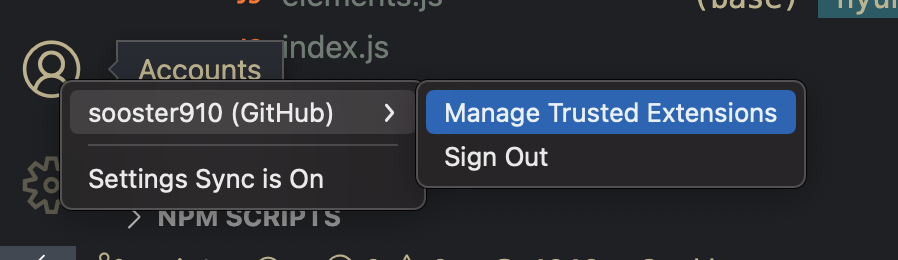 elements.js
(base)
index.js
Accounts
sooster910 (GitHub)
Manage Trusted Extensions
Sign Out
Settings Sync is On
NPM SCRIPTS